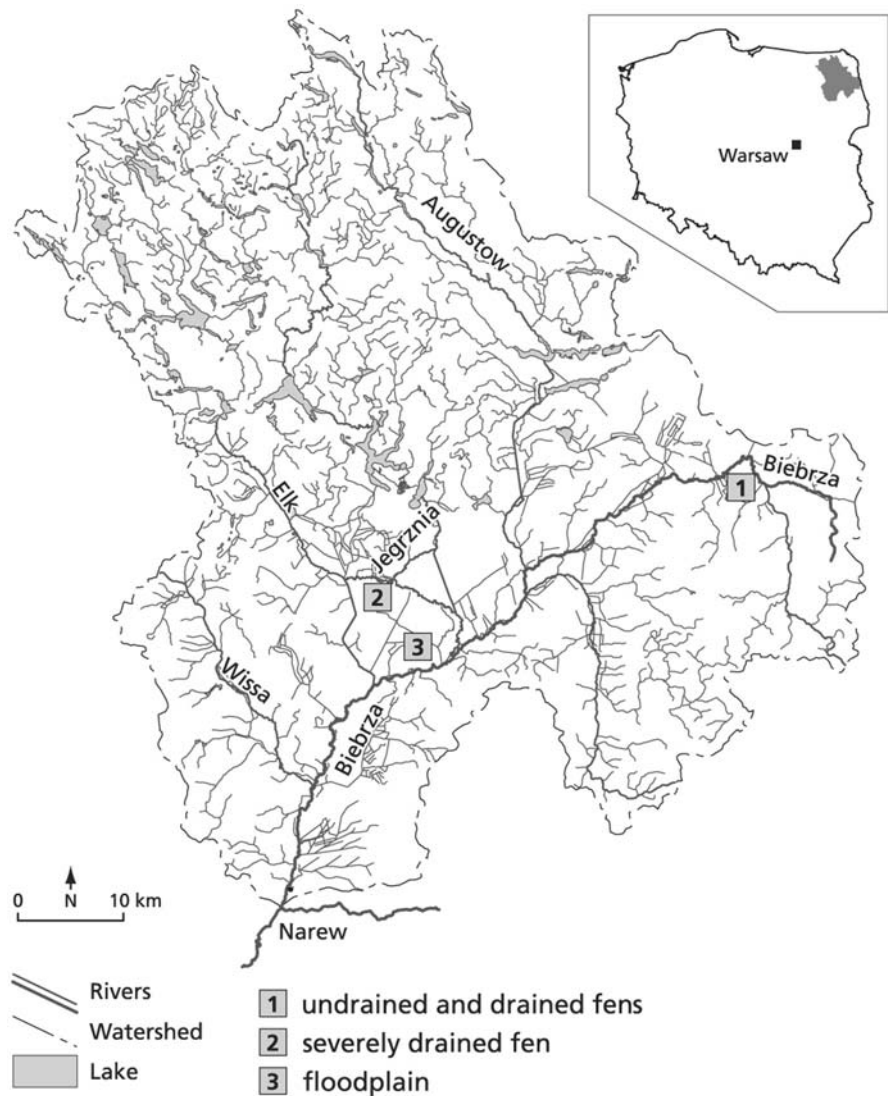 Warsaw
Augustow
Biebrza
1
Elk
Jegrznia
2
3
Wissa
Biebrza
N
0 10 km
Narew
Rivers
Watershed
Lake
1 undrained and drained fens
2 severely drained fen
3 floodplain